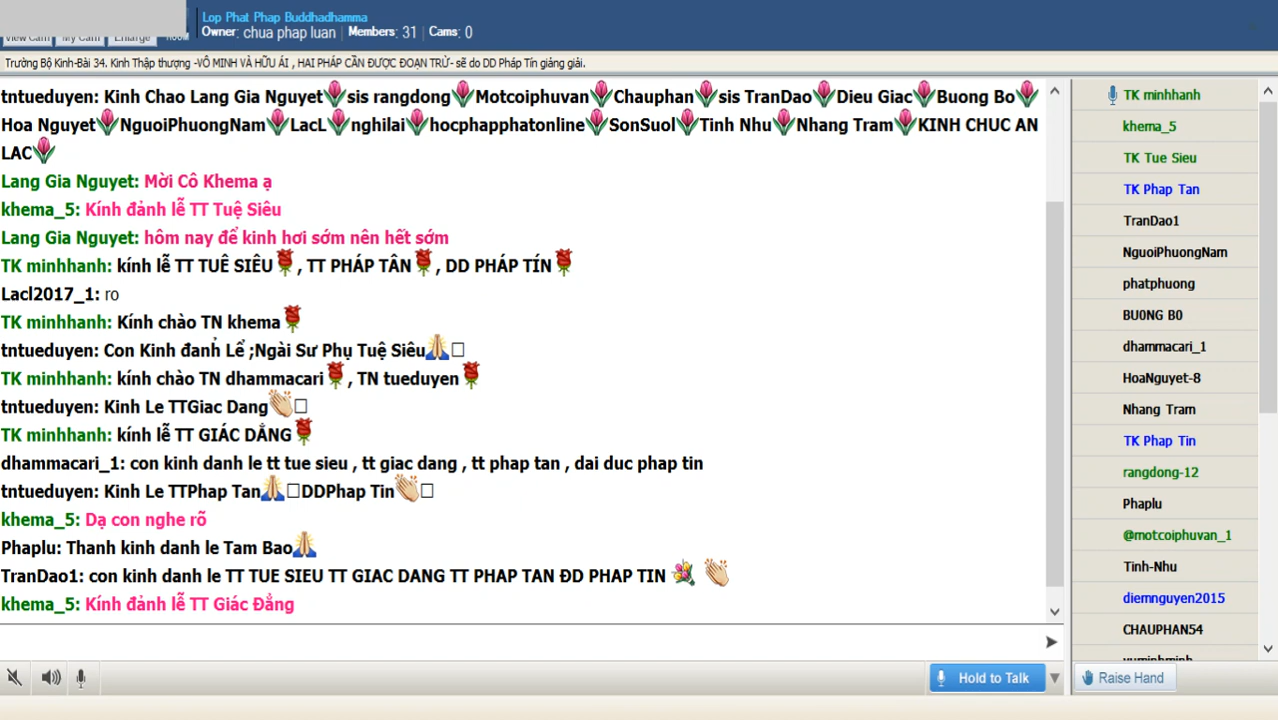 Lop Phat Phap Buddhadhamma
Owner: chua phap luan | Members: 31 | Cams: 0
View Cam My Cam Enlarge Room
Trường Bộ Kinh-Bài 34. Kinh Thập thượng -VÔ MINH VÀ HỮU ÁI , HAI PHÁP CẦN ĐƯỢC ĐOẠN TRỪ- sẽ do DD Pháp Tín giảng giải.
tntueduyen: Kinh Chao Lang Gia Nguyet🌷sis rangdong🌷Motcoiphuvan🌷Chauphan🌷sis TranDao🌷Dieu Giac🌷Buong Bo🌷
Hoa Nguyet🌷NguoiPhuongNam🌷LacL🌷nghilai🌷hocphapphatonline🌷SonSuol🌷Tinh Nhu🌷Nhang Tram🌷KINH CHUC AN
LAC🌷
Lang Gia Nguyet: Mời Cô Khema ạ
khema_5: Kính đảnh lễ TT Tuệ Siêu
Lang Gia Nguyet: hôm nay để kinh hơi sớm nên hết sớm
TK minhhanh: kính lễ TT TUÊ SIÊU🌹, TT PHÁP TÂN🌹, DD PHÁP TÍN🌹
Lacl2017_1: ro
TK minhhanh: Kính chào TN khema🌹
tntueduyen: Con Kinh đanh̉ Lể ;Ngài Sư Phụ Tuệ Siêu🙏□
TK minhhanh: kính chào TN dhammacari🌹, TN tueduyen🌹
tntueduyen: Kinh Le TTGiac Dang👏□
TK minhhanh: kính lễ TT GIÁC DẲNG🌹
dhammacari_1: con kinh danh le tt tue sieu , tt giac dang , tt phap tan , dai duc phap tin
tntueduyen: Kinh Le TTPhap Tan🙏□DDPhap Tin👏□
khema_5: Dạ con nghe rõ
Phaplu: Thanh kinh danh le Tam Bao🙏
TranDao1: con kinh danh le TT TUE SIEU TT GIAC DANG TT PHAP TAN ĐD PHAP TIN 💐 👏
khema_5: Kính đảnh lễ TT Giác Đẳng
Hold to Talk
TK minhhanh
khema_5
TK Tue Sieu
TK Phap Tan
TranDao1
NguoiPhuongNam
phatphuong
BU0NG B0
dhammacari_1
HoaNguyet-8
Nhang Tram
TK Phap Tin
rangdong-12
Phaplu
@motcoiphuvan_1
Tinh-Nhu
diemnguyen2015
CHAUPHAN54
Raise Hand